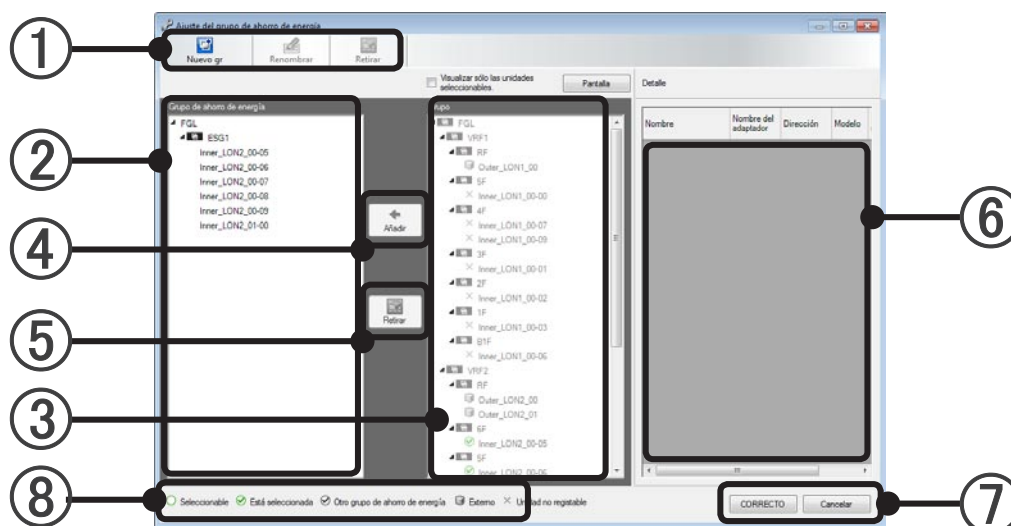 Ajuste del grupo de ahorro de energía
1
Nuevo gr
Renombrar
Retirar
Visualizar sólo las unidades
seleccionables.
Pantalla
Detalle
Grupo de ahorro de energía
FGL
ESG1
Inner_LON2_00-05
Inner_LON2_00-06
Inner_LON2_00-07
Inner_LON2_00-08
Inner_LON2_00-09
Inner_LON2_01-00
2
4
Añadir
5
Retirar
3
FGL
VRF1
RF
Outer_LON1_00
5F
Inner_LON1_00-00
4F
Inner_LON1_00-07
Inner_LON1_00-09
3F
Inner_LON1_00-01
2F
Inner_LON1_00-02
1F
Inner_LON1_00-03
B1F
Inner_LON1_00-06
VRF2
RF
Outer_LON2_00
Outer_LON2_01
6F
Inner_LON2_00-05
5F
Inner_LON2_00-06
Nombre
Nombre del
adaptador
Dirección
Modelo
6
8
Seleccionable Está seleccionada Otro grupo de ahorro de energía Externo Unidad no registable
CORRECTO
Cancelar
7